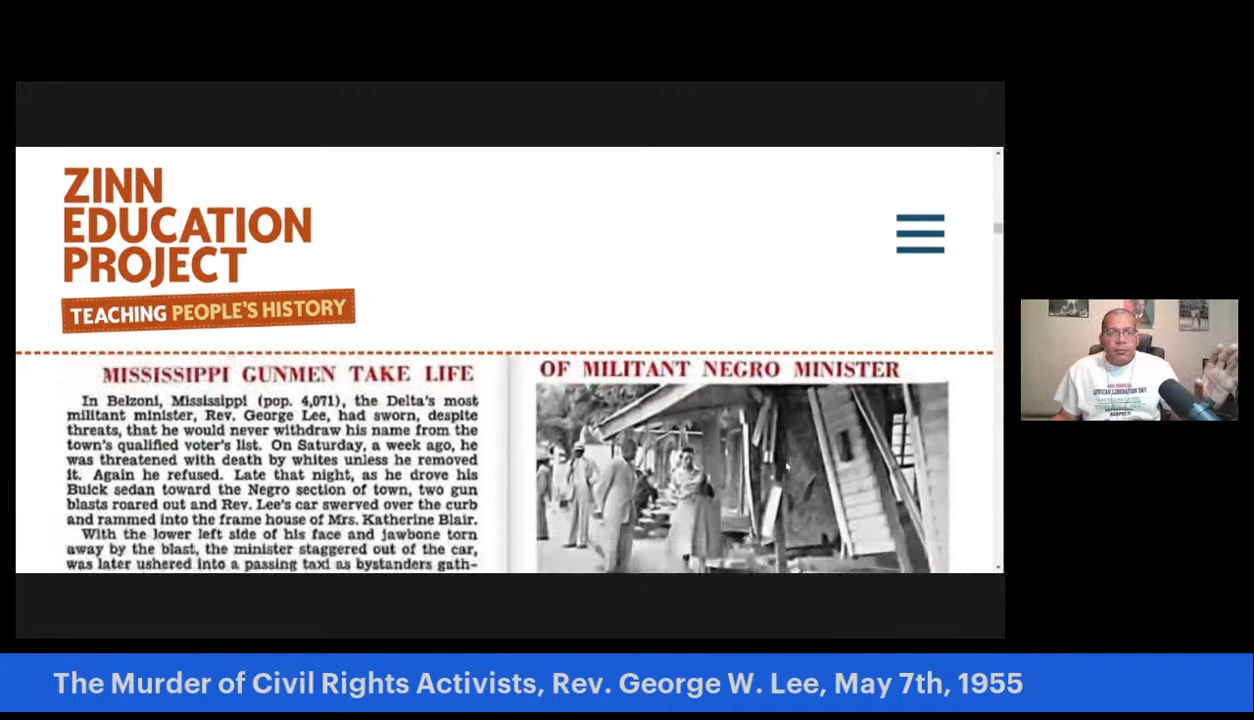 ZINN
EDUCATION
PROJECT
TEACHING PEOPLE'S HISTORY
MISSISSIPPI GUNMEN TAKE LIFE
In Belzoni, Mississippi (pop. 4,071), the Delta's most
militant minister, Rev. George Lee, had sworn, despite
threats, that he would never withdraw his name from the
town's qualified voter's list. On Saturday, a week ago, he
was threatened with death by whites unless he removed
it. Again he refused. Late that night, as he drove his
Buick sedan toward the Negro section of town, two gun
blasts roared out and Rev. Lee's car swerved over the curb
and rammed into the frame house of Mrs. Katherine Blair.
With the lower left side of his face and jawbone torn
away by the blast, the minister staggered out of the car,
was later ushered into a passing taxi as bystanders gath-
OF MILITANT NEGRO MINISTER
AFRICAN LIBERATION DAY
The Murder of Civil Rights Activists, Rev. George W. Lee, May 7th, 1955